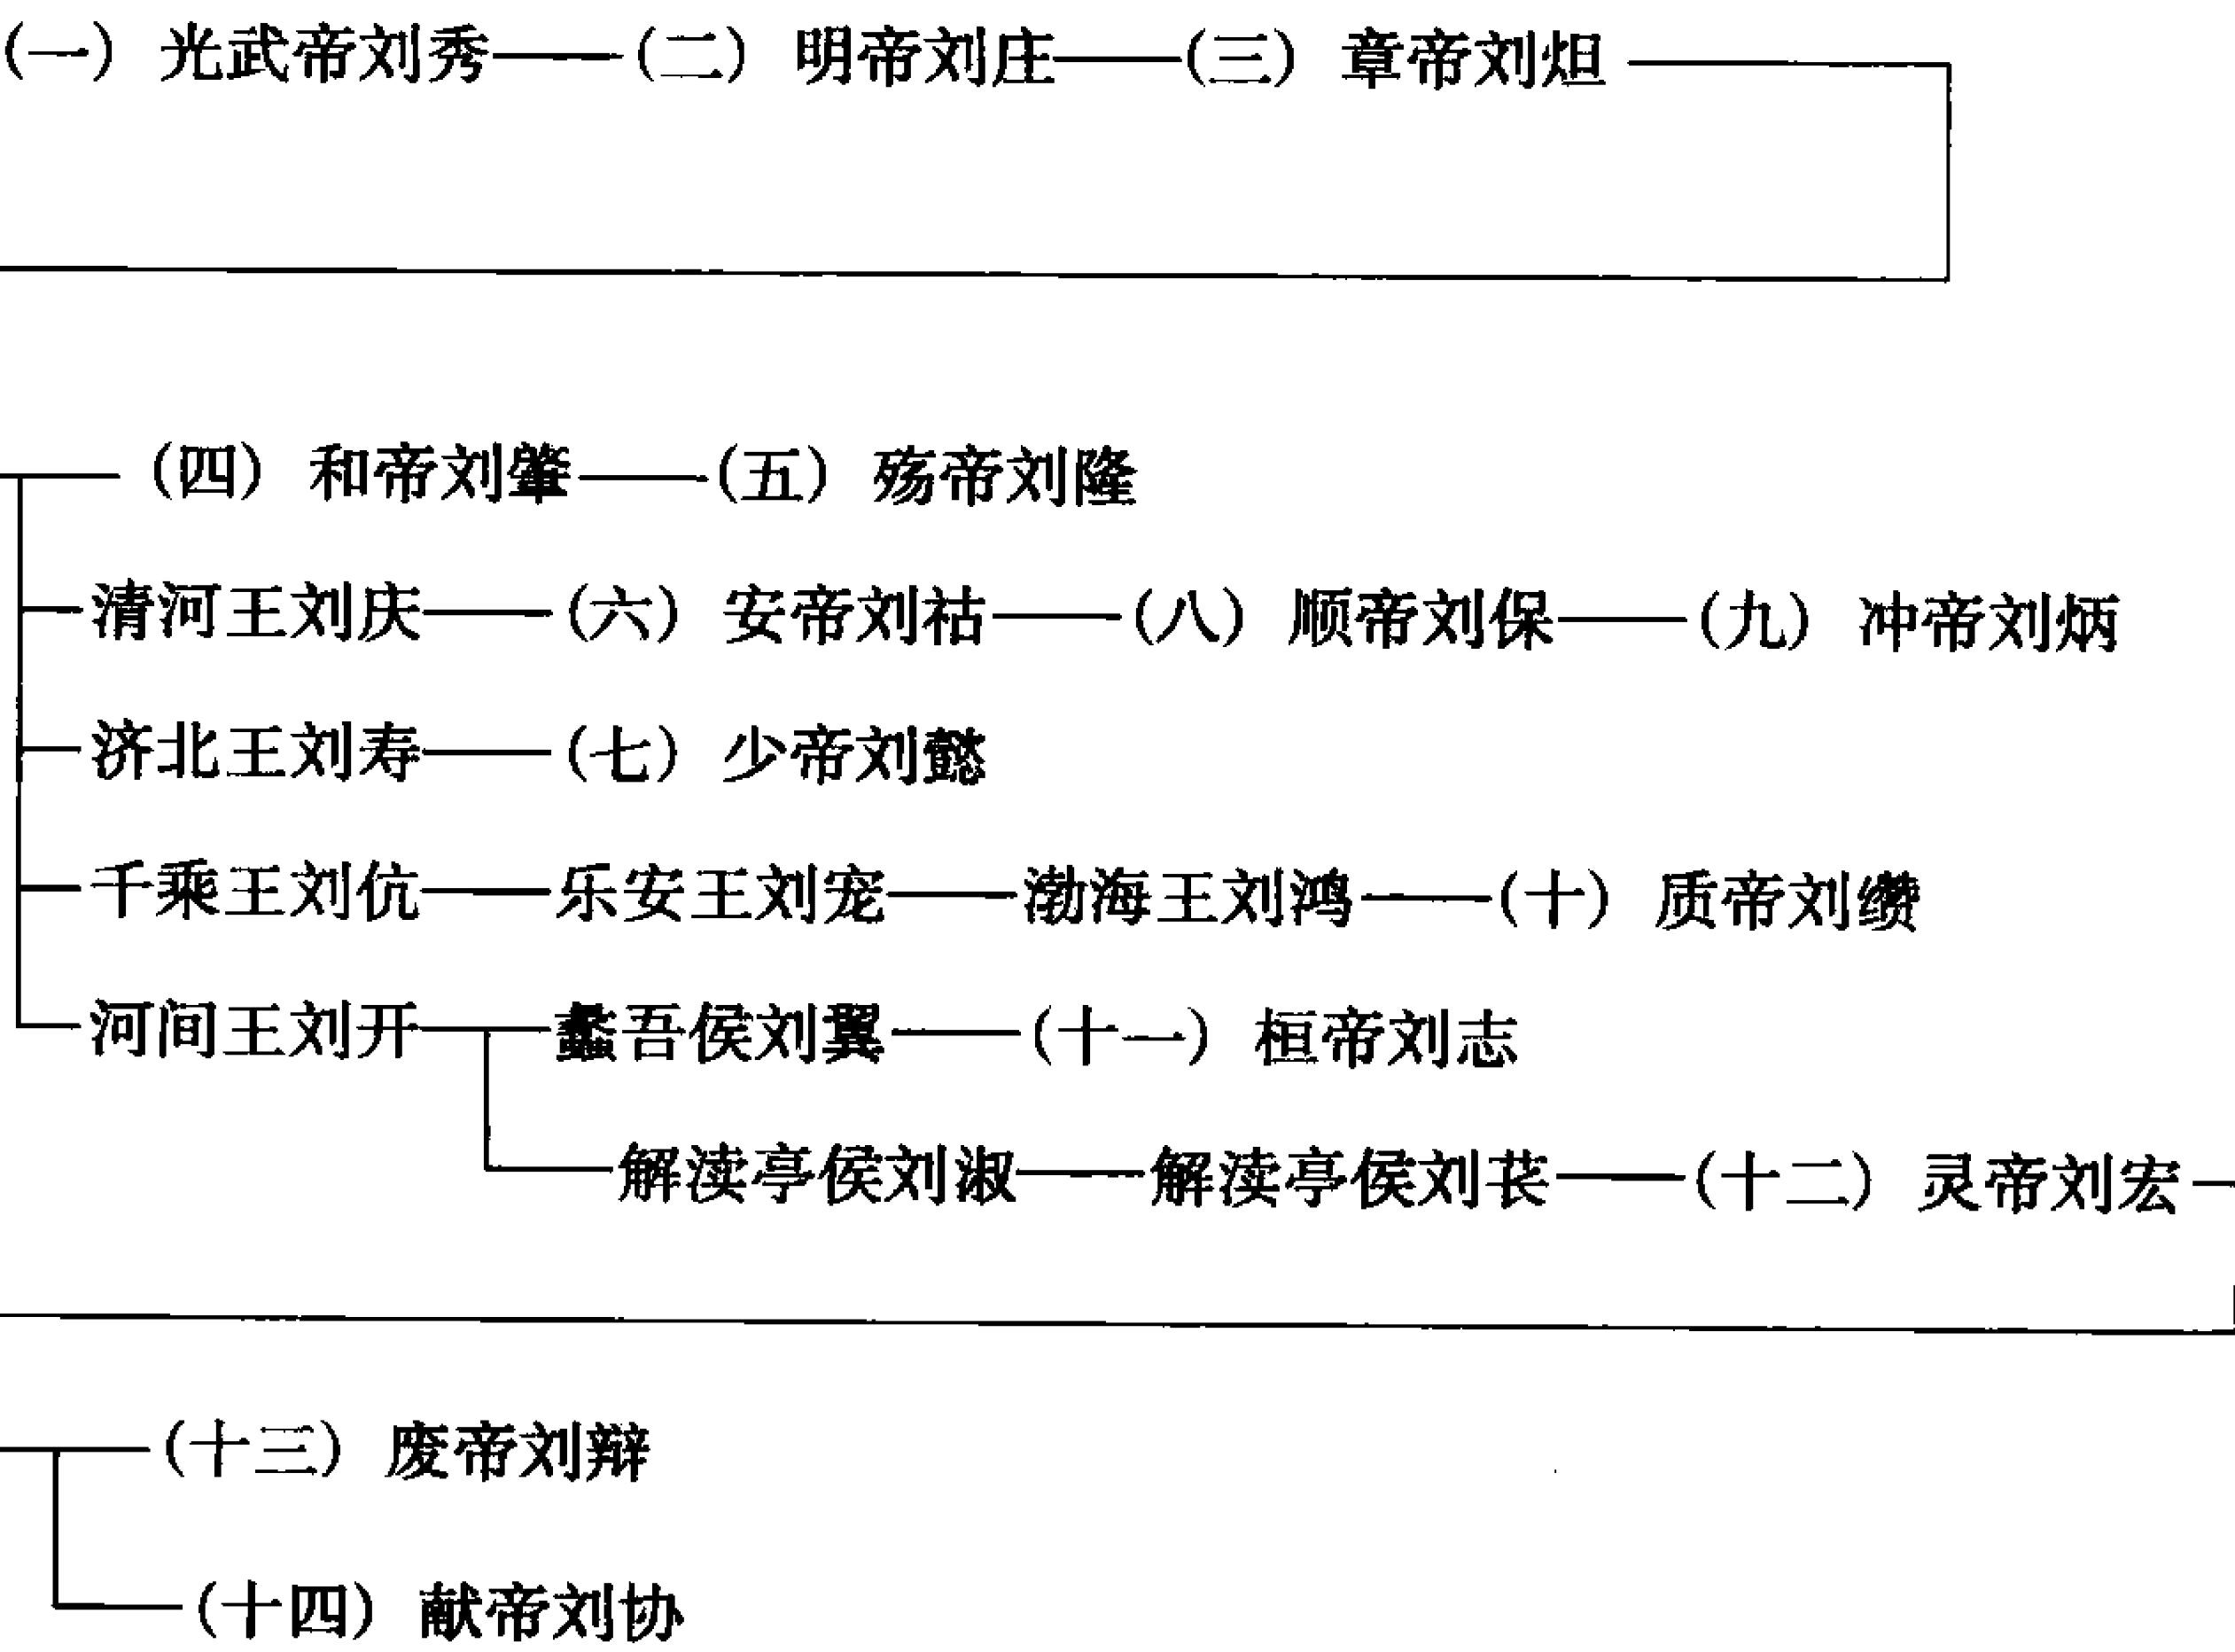 (一) 光武帝刘秀——(二) 明帝刘庄——(三) 章帝刘炟
(四) 和帝刘肇——(五) 殇帝刘隆
清河王刘庆——(六) 安帝刘祜——(八) 顺帝刘保——(九) 冲帝刘炳
济北王刘寿——(七) 少帝刘懿
千乘王刘伉——乐安王刘宠——渤海王刘鸿——(十) 质帝刘缵
河间王刘开——蠡吾侯刘翼——(十一) 桓帝刘志
解渎亭侯刘淑——解渎亭侯刘苌——(十二) 灵帝刘宏
(十三) 废帝刘辩
(十四) 献帝刘协